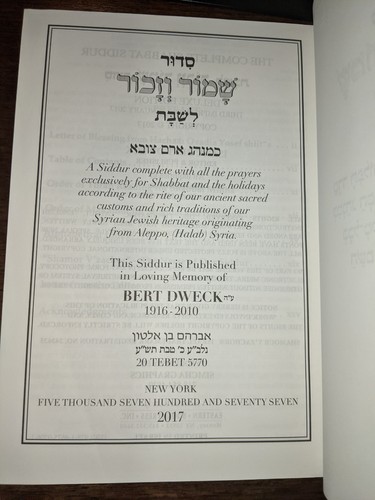 סִדּוּר
שָׁמוֹר וְזָכוֹר
לְשַׁבָּת
כמנהג ארם צובא
A Siddur complete with all the prayers
exclusively for Shabbat and the holidays
according to the rite of our ancient sacred
customs and rich traditions of our
Syrian Jewish heritage originating
from Aleppo, (Halab) Syria.
This Siddur is Published
in Loving Memory of
BERT DWECK ע״ה
1916-2010
אברהם בן אלטון
נלב״ע כ׳ טבת תש״ע
20 TEBET 5770
NEW YORK
FIVE THOUSAND SEVEN HUNDRED AND SEVENTY SEVEN
2017